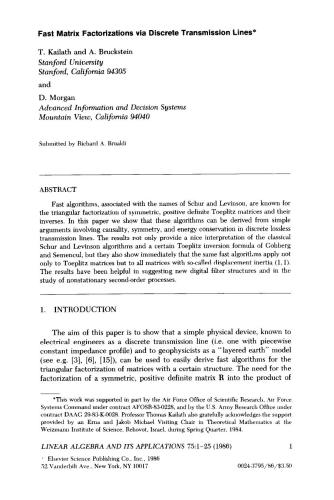 Fast Matrix Factorizations via Discrete Transmission Lines*
T. Kailath and A. Bruckstein
Stanford University
Stanford, California 94305
and
D. Morgan
Advanced Information and Decision Systems
Mountain View, California 94040
Submitted by Richard A. Brualdi
ABSTRACT
Fast algorithms, associated with the names of Schur and Levinson, are known for
the triangular factorization of symmetric, positive definite Toeplitz matrices and their
inverses. In this paper we show that these algorithms can be derived from simple
arguments involving causality, symmetry, and energy conservation in discrete lossless
transmission lines. The results not only provide a nice interpretation of the classical
Schur and Levinson algorithms and a certain Toeplitz inversion formula of Gohberg
and Semencul, but they also show immediately that the same fast algorithms apply not
only to Toeplitz matrices but to all matrices with so-called displacement inertia (1, 1).
The results have been helpful in suggesting new digital filter structures and in the
study of nonstationary second-order processes.
1. INTRODUCTION
The aim of this paper is to show that a simple physical device, known to
electrical engineers as a discrete transmission line (i.e. one with piecewise
constant impedance profile) and to geophysicists as a "layered earth" model
(see e.g. [3], [6], [15]), can be used to easily derive fast algorithms for the
triangular factorization of matrices with a certain structure. The need for the
factorization of a symmetric, positive definite matrix R into the product of
*This work was supported in part by the Air Force Office of Scientific Research, Air Force
Systems Command under contract AFOSR-83-0228, and by the U.S. Army Research Office under
contract DAAG 29-83-K-0028. Professor Thomas Kailath also gratefully acknowledges the support
provided by an Erna and Jakob Michael Visiting Chair in Theoretical Mathematics at the
Weizmann Institute of Science, Rehovot, Israel, during Spring Quarter, 1984.
LINEAR ALGEBRA AND ITS APPLICATIONS 75:1-25 (1986) 1
Elsevier Science Publishing Co., Inc., 1986
52 Vanderbilt Ave., New York, NY 10017 0024-3795/86/$3.50